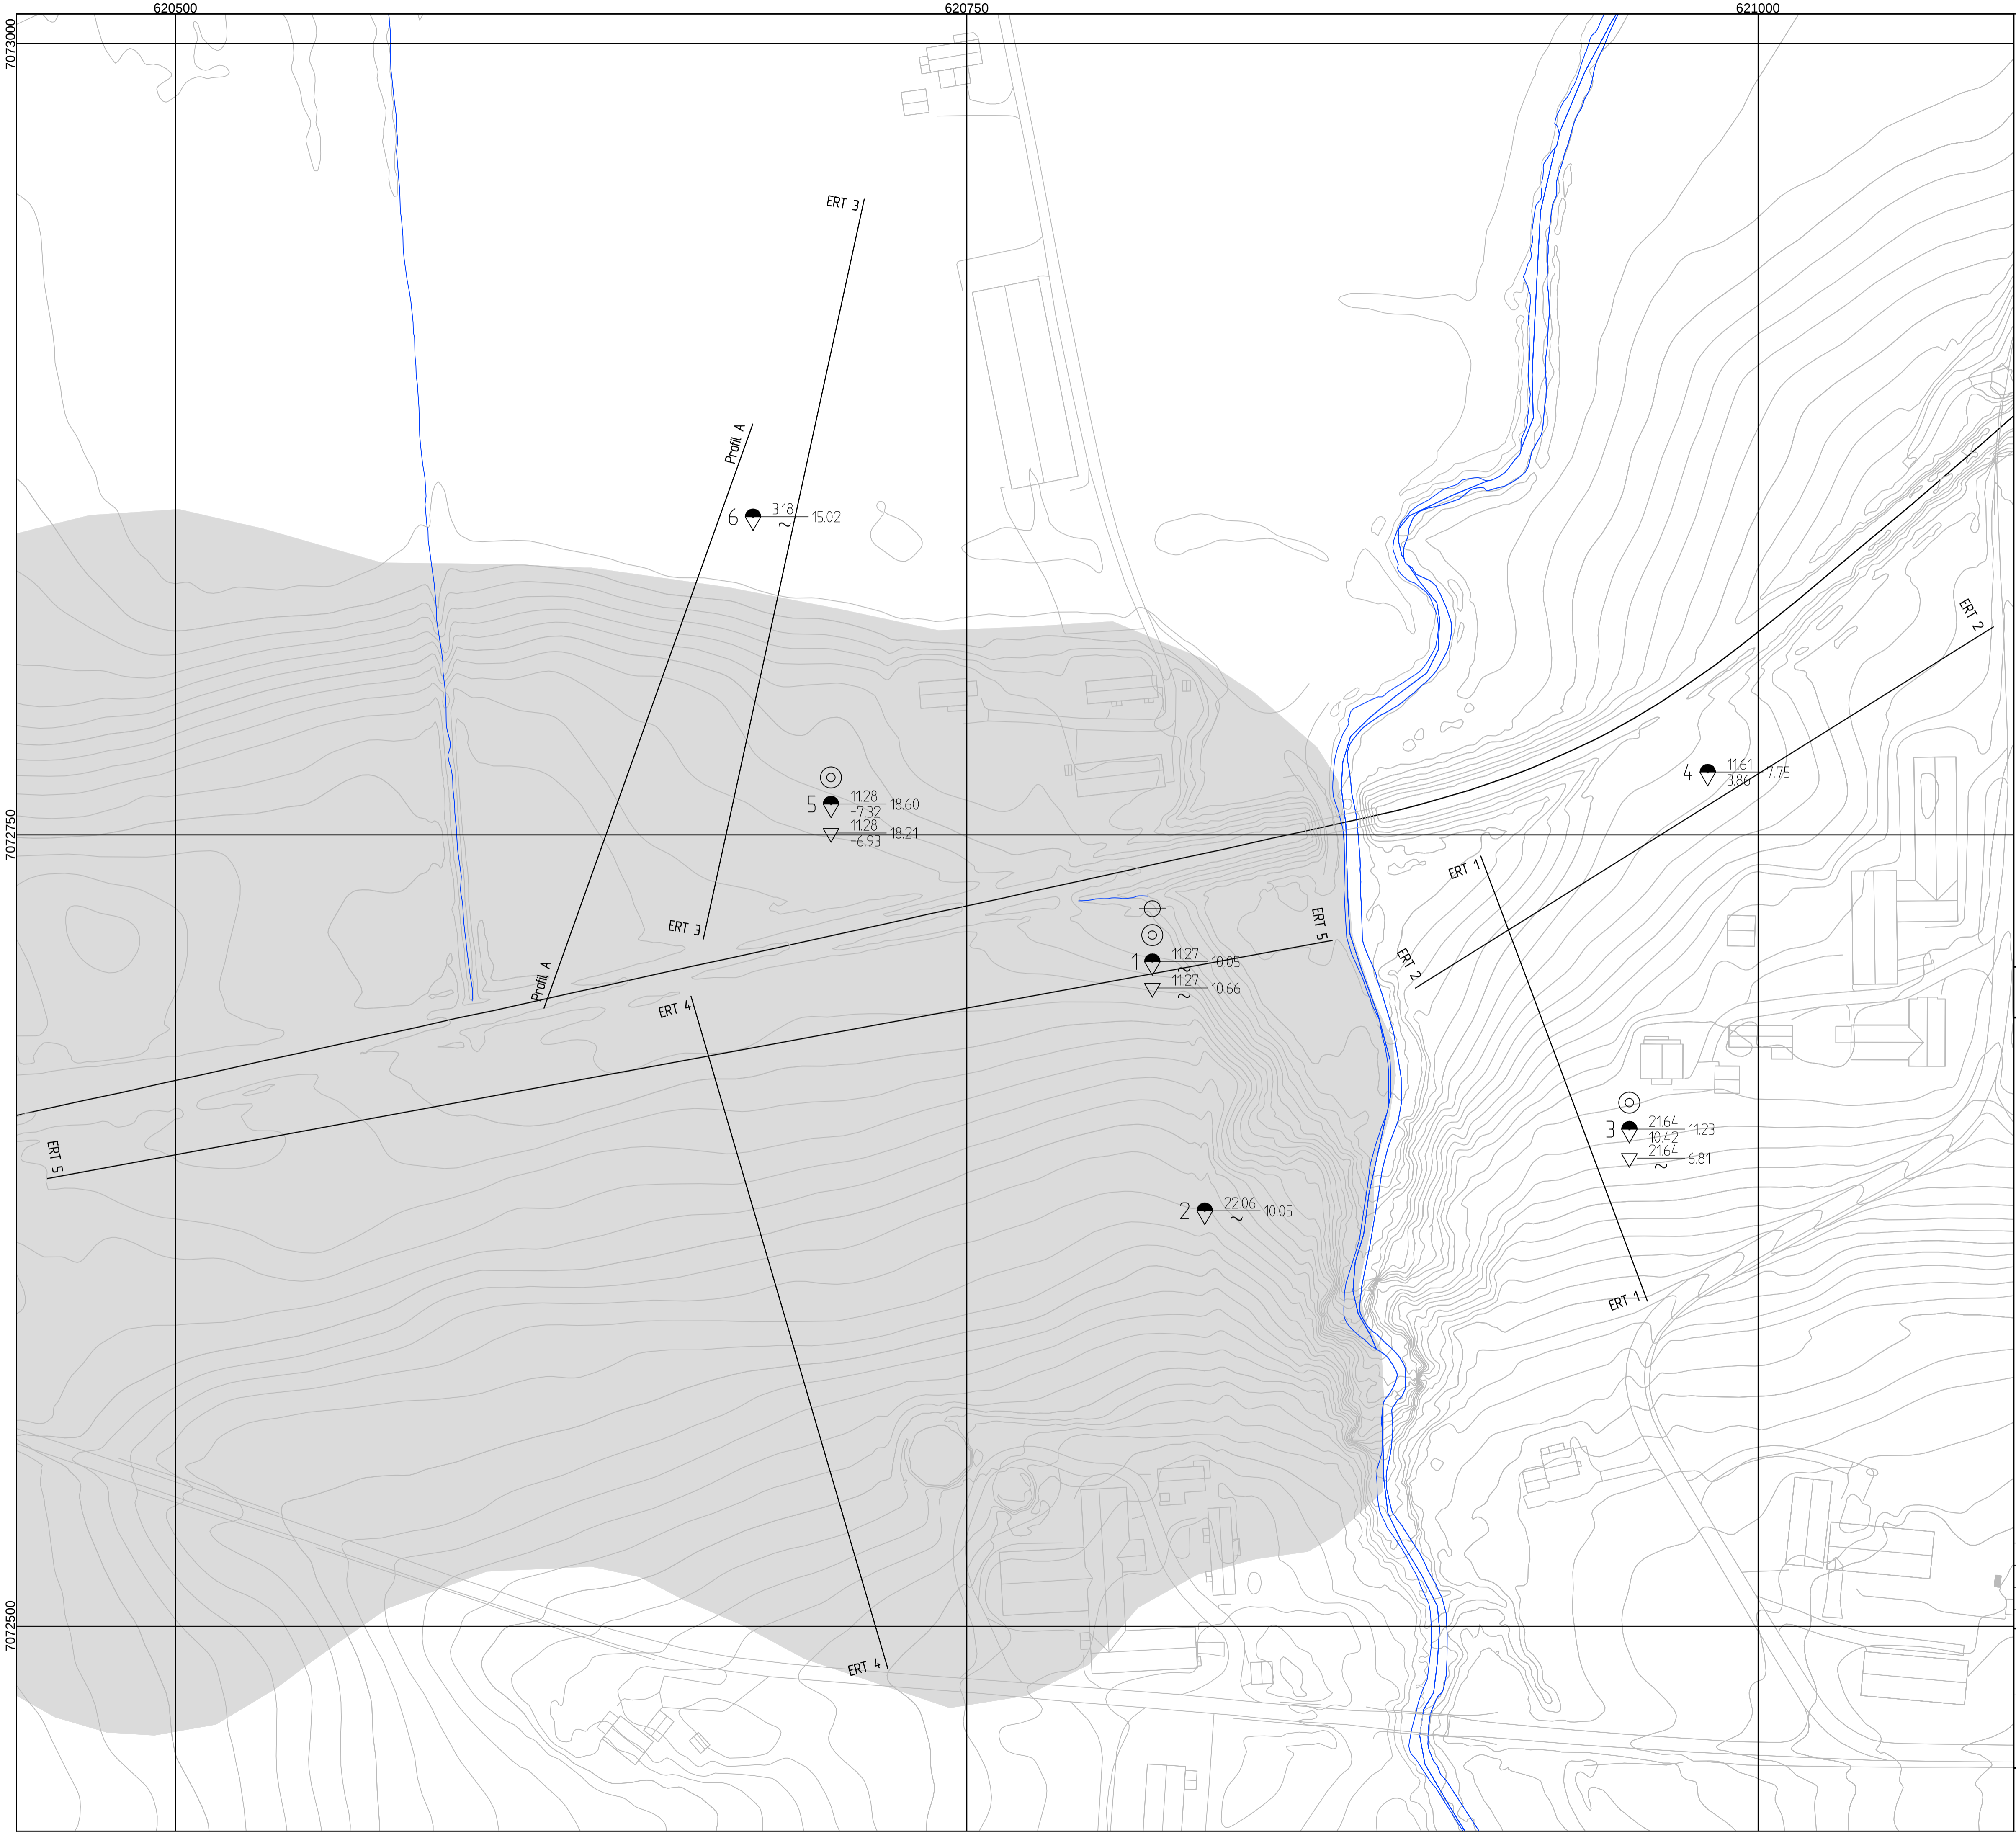 620500
620750
621000
7073000
ERT 3
Profil A
6 3.18 15.02
~
ERT 2
4 11.61 7.75
3.86
5 11.28 18.60
-7.32
11.28 18.21
-6.93
7072750
ERT 1
ERT 3
ERT 5
1 11.27 10.05
~
11.27 10.66
~
ERT 2
Profil A
ERT 4
3 21.64 11.23
10.42
21.64 6.81
~
ERT 5
2 22.06 10.05
~
ERT 1
7072500
ERT 4